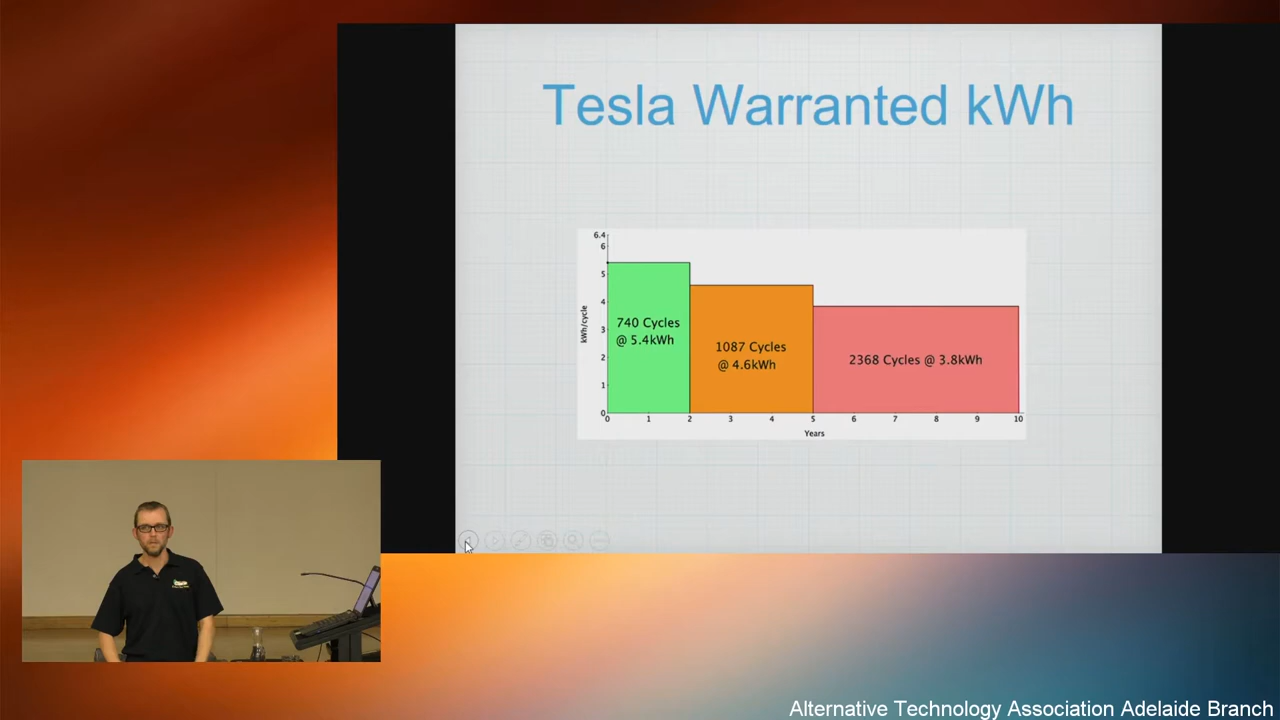 Tesla Warranted kWh
6.4
6
5
4
3
2
1
0
kWh/cycle
740 Cycles
@ 5.4kWh
1087 Cycles
@ 4.6kWh
2368 Cycles @ 3.8kWh
0 1 2 3 4 5 6 7 8 9 10
Years
Alternative Technology Association Adelaide Branch